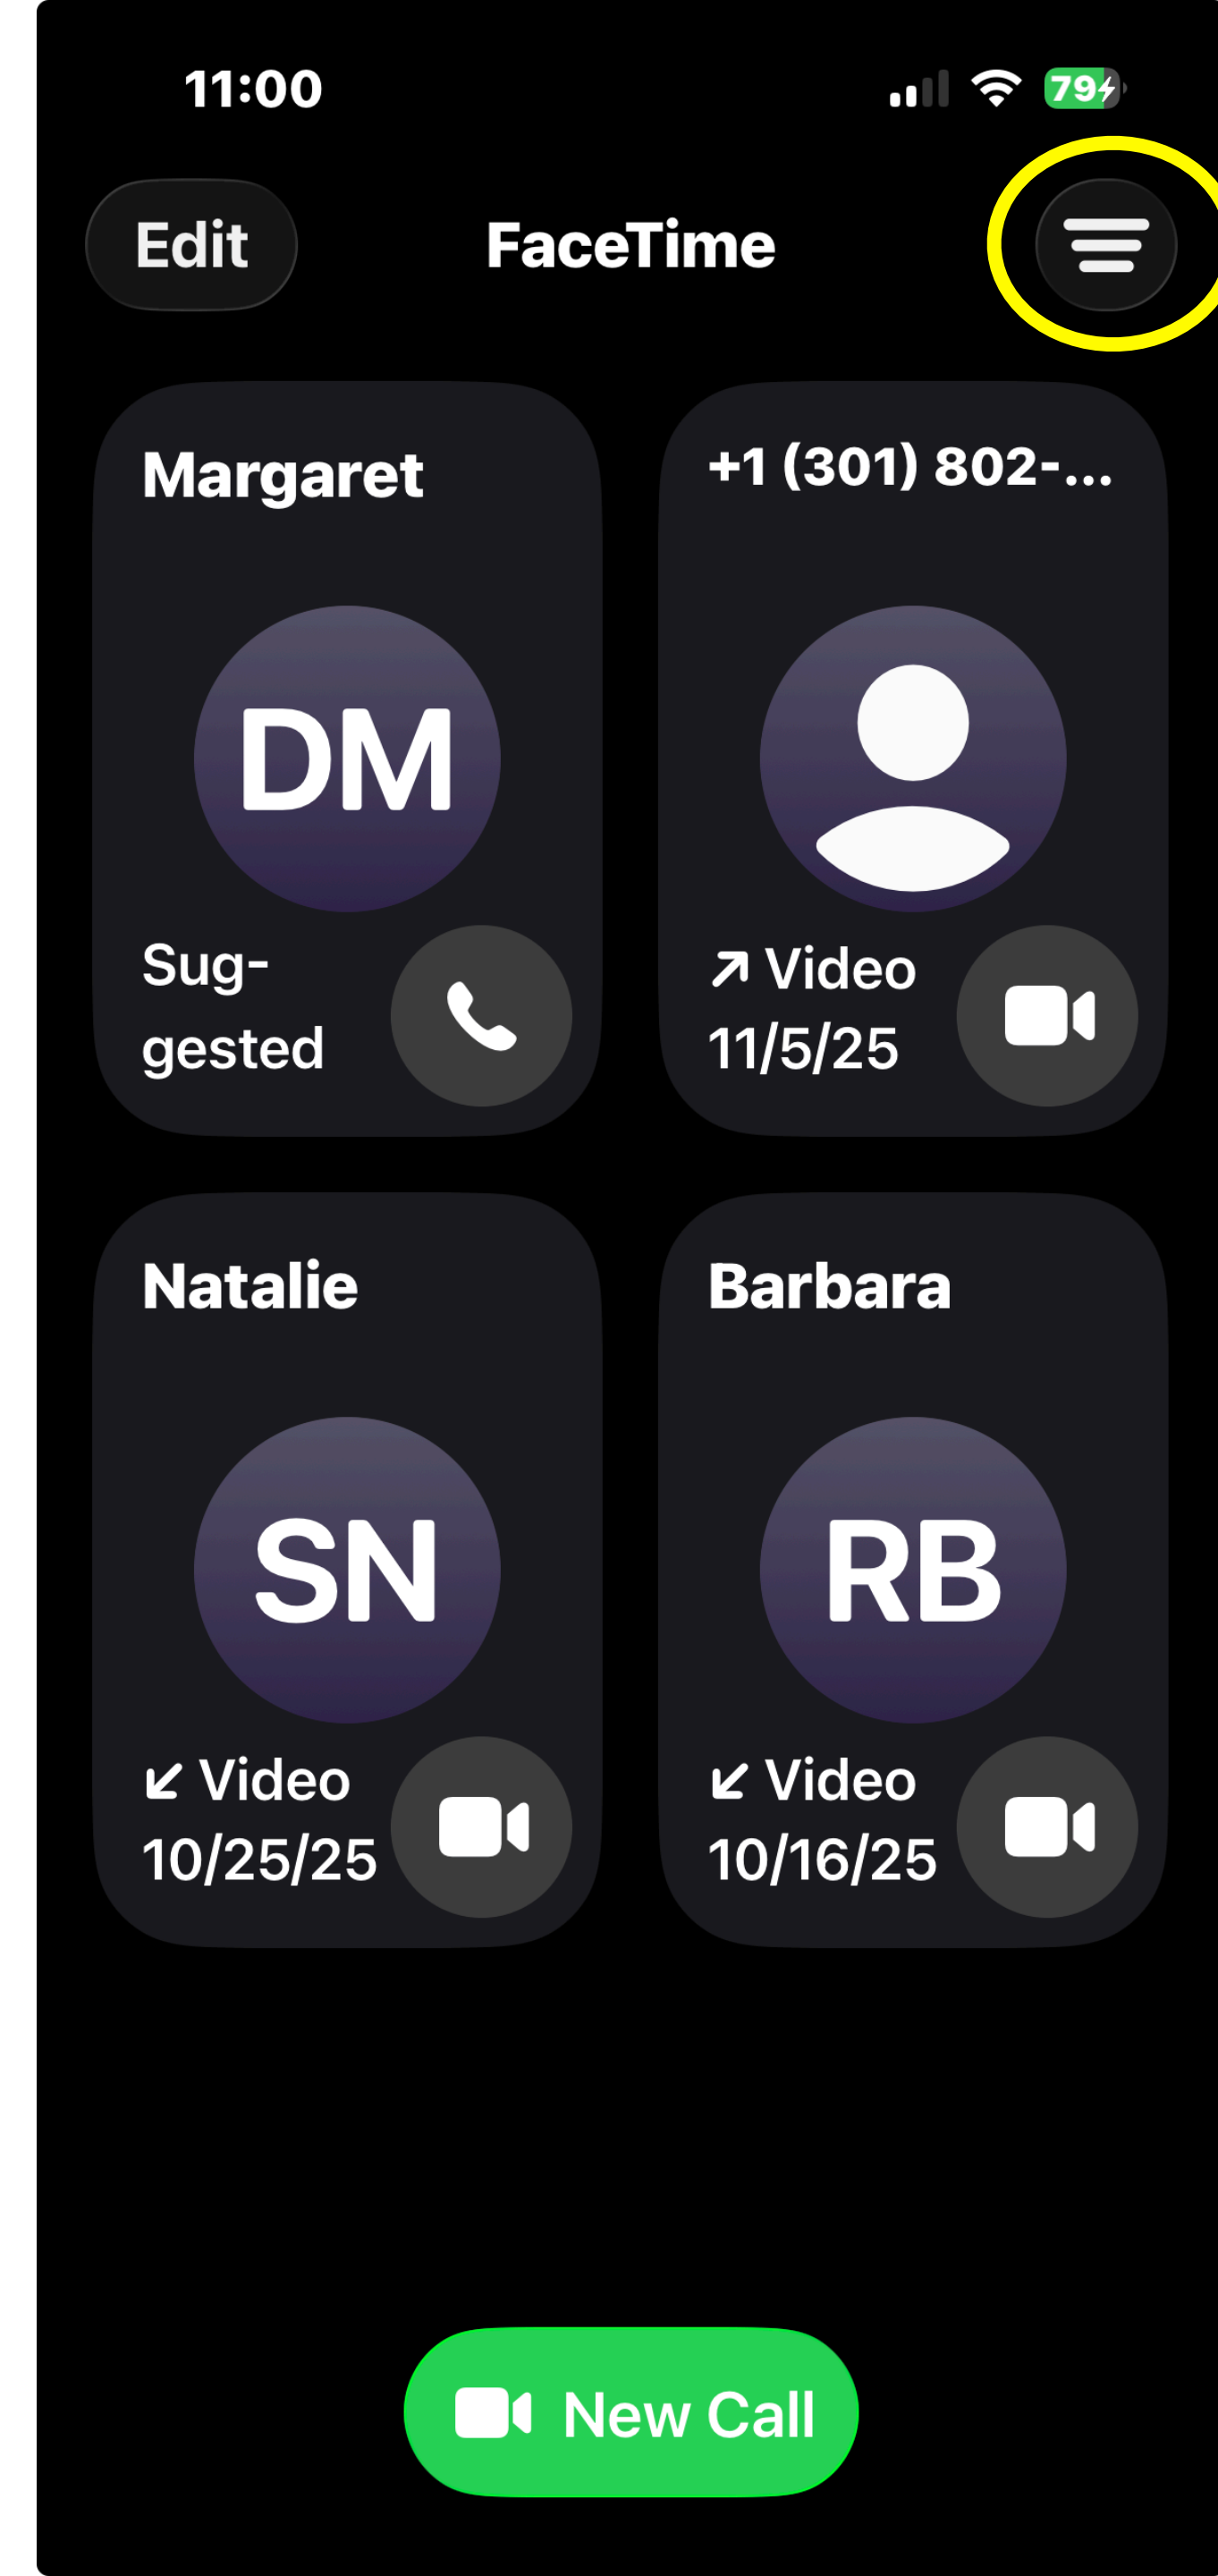 11:00
79
Edit
FaceTime
Margaret
+1 (301) 802-...
DM
Sug-
gested
Video
11/5/25
Natalie
Barbara
SN
RB
Video
10/25/25
Video
10/16/25
New Call